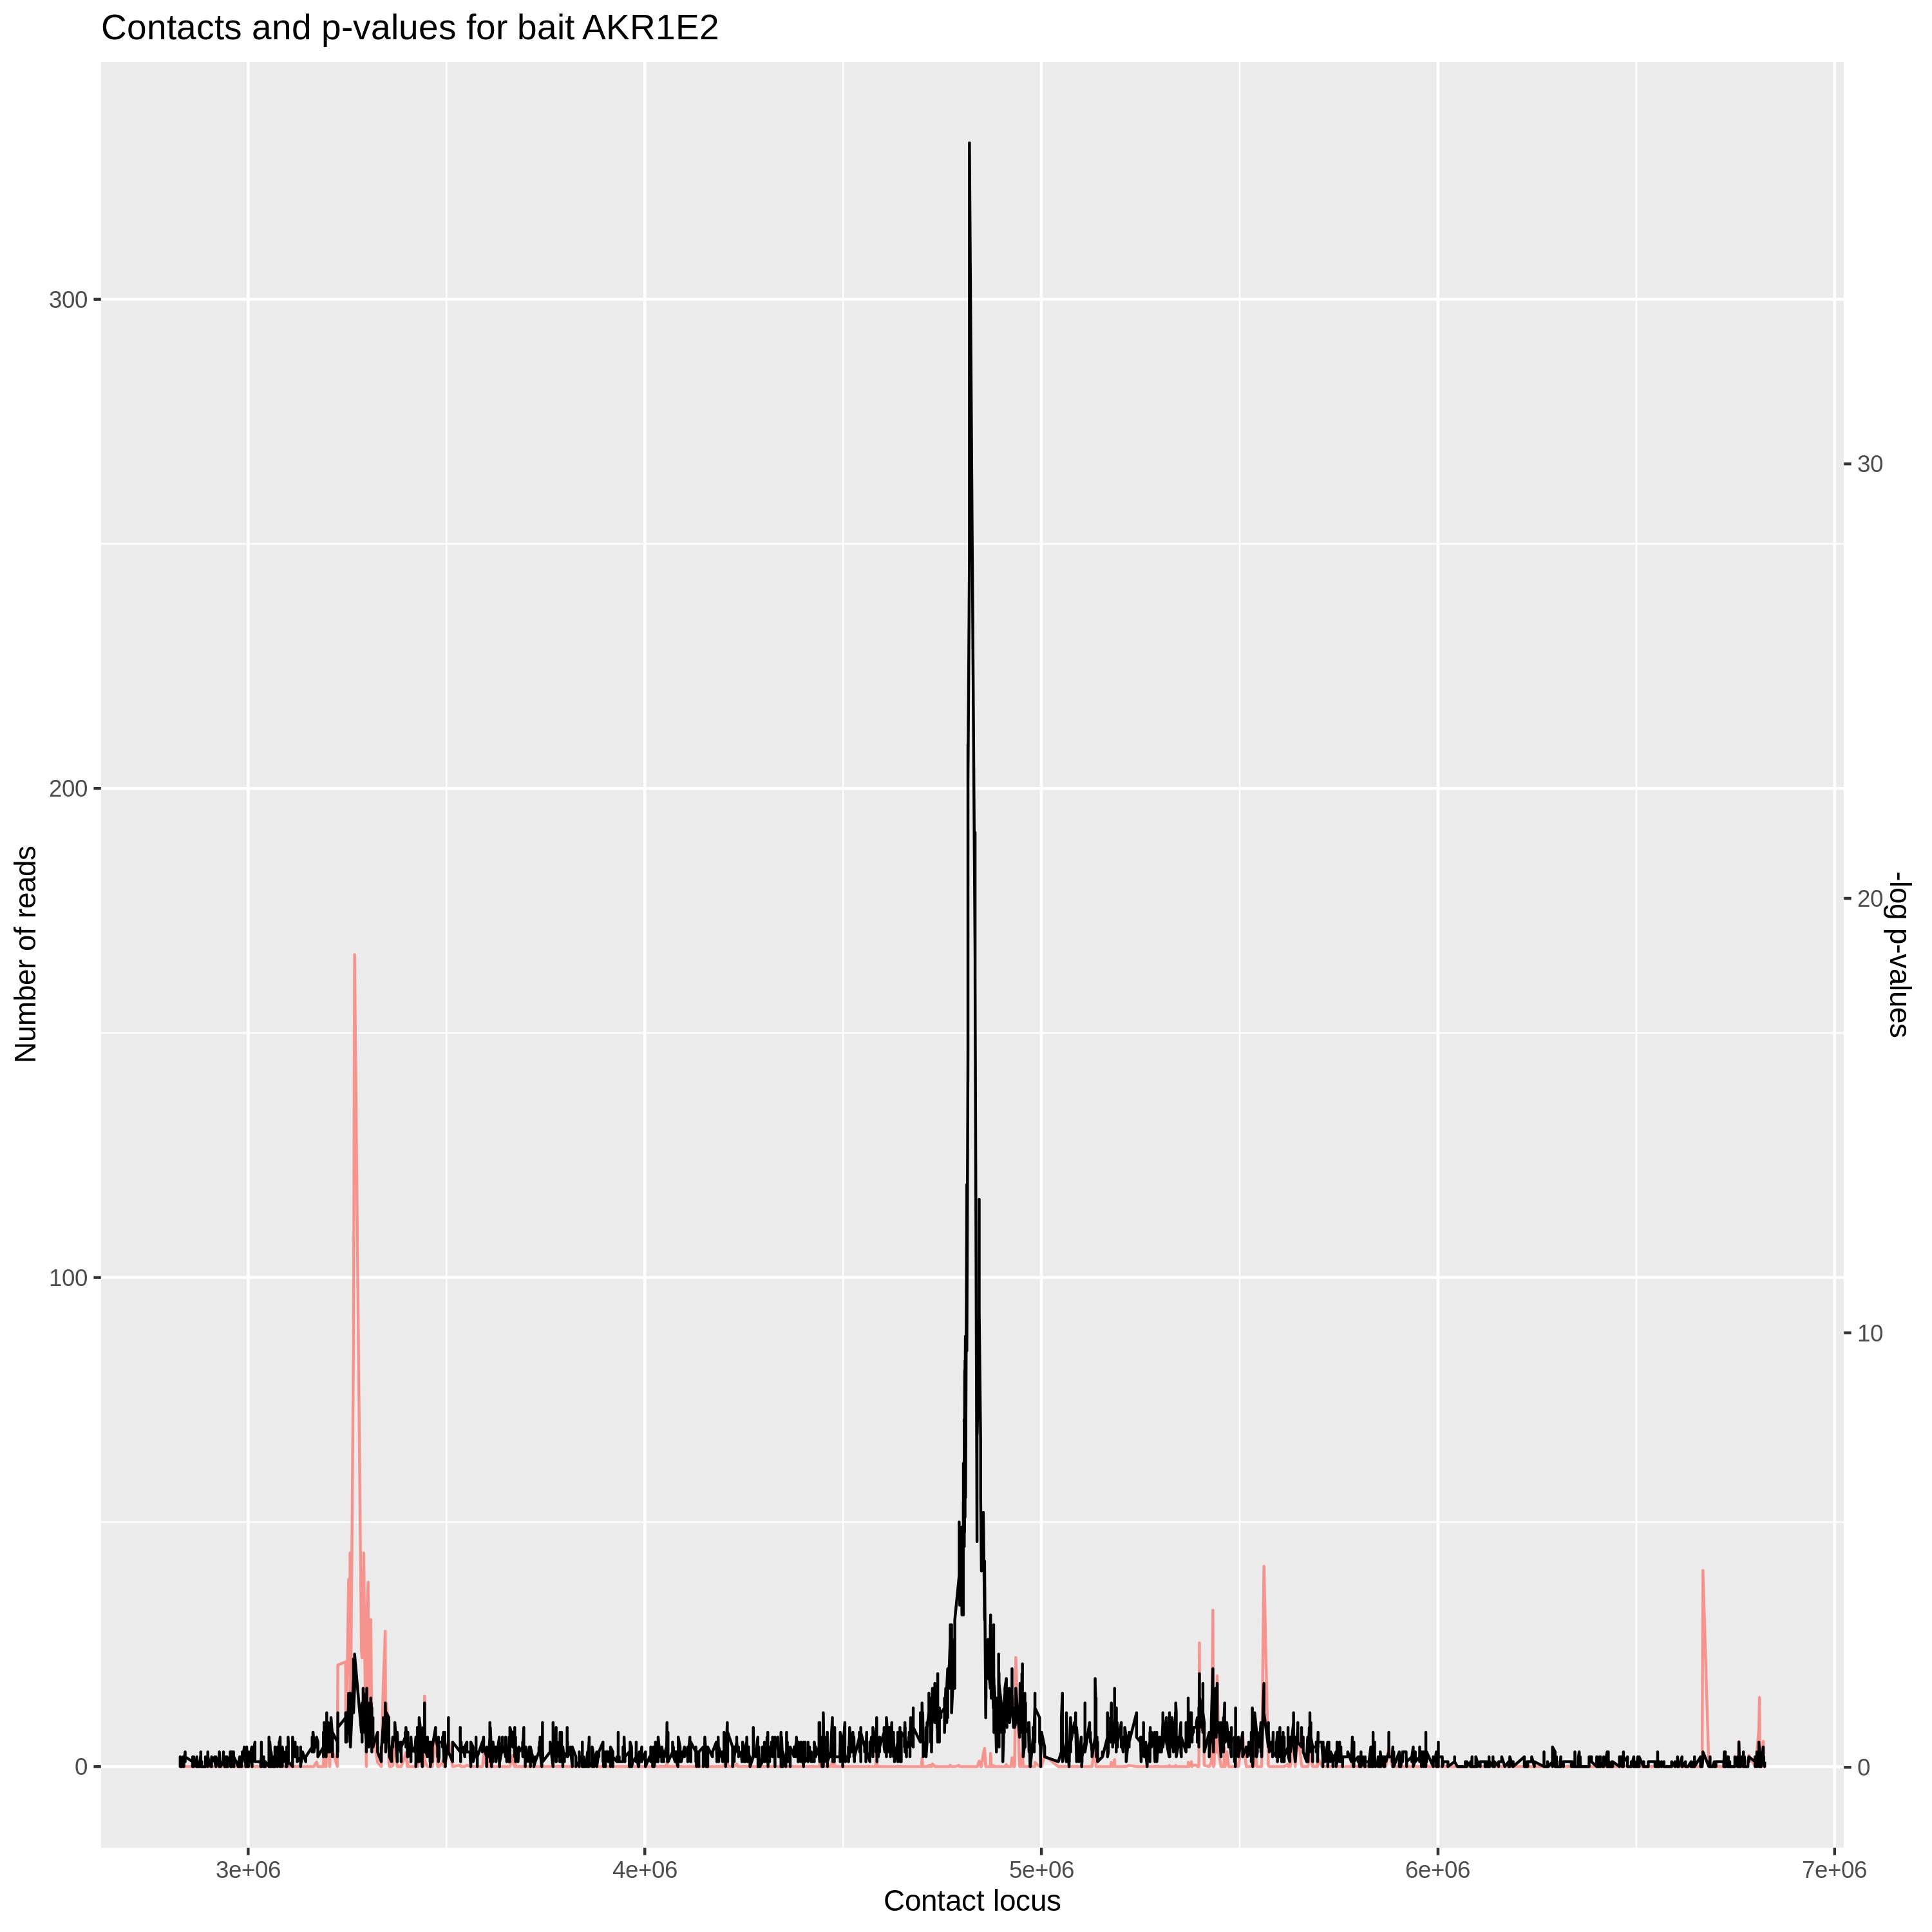 Contacts and p-values for bait AKR1E2
300
200
100
0
Number of reads
30
20
10
0
-log p-values
3e+06
4e+06
5e+06
6e+06
7e+06
Contact locus